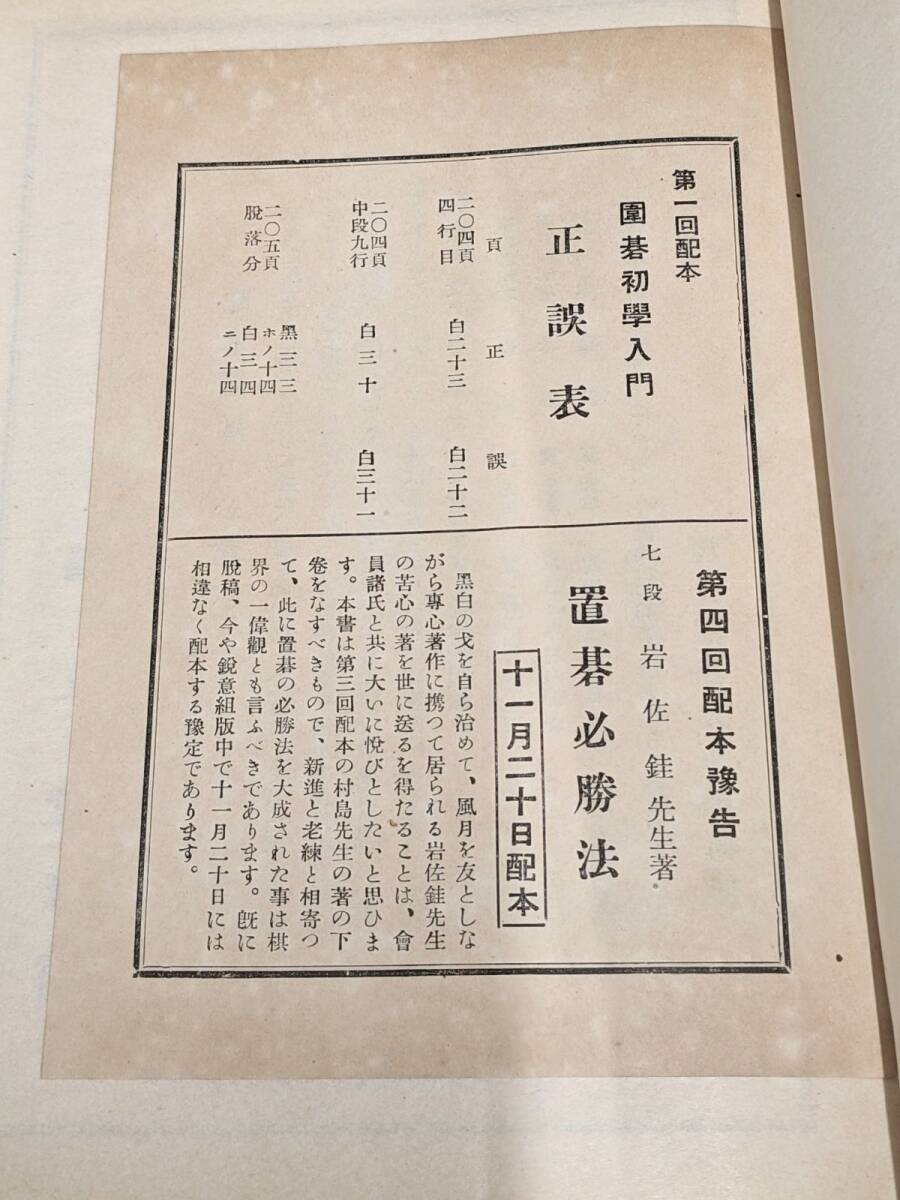 第一回配本
圍碁初學入門
正誤表
頁 正 誤
二〇四頁
四行目 白二十三 白二十二
二〇四頁
中段九行 白三十 白三十一
二〇五頁
脫落分 黑三三
ホノ十四
白三四
ニノ十四
第四回配本豫告
七段 岩佐銈先生著
置碁必勝法
十一月二十日配本
黑白の戈を自ら治めて、風月を友としな
がら專心著作に携つて居られる岩佐銈先生
の苦心の著を世に送るを得たることは、會
員諸氏と共に大いに悅びとしたいと思ひま
す。本書は第三回配本の村島先生の著の下
卷をなすべきもので、新進と老練と相寄つ
て、此に置碁の必勝法を大成された事は棋
界の一偉觀とも言ふべきであります。既に
脫稿、今や銳意組版中で十一月二十日には
相違なく配本する豫定であります。